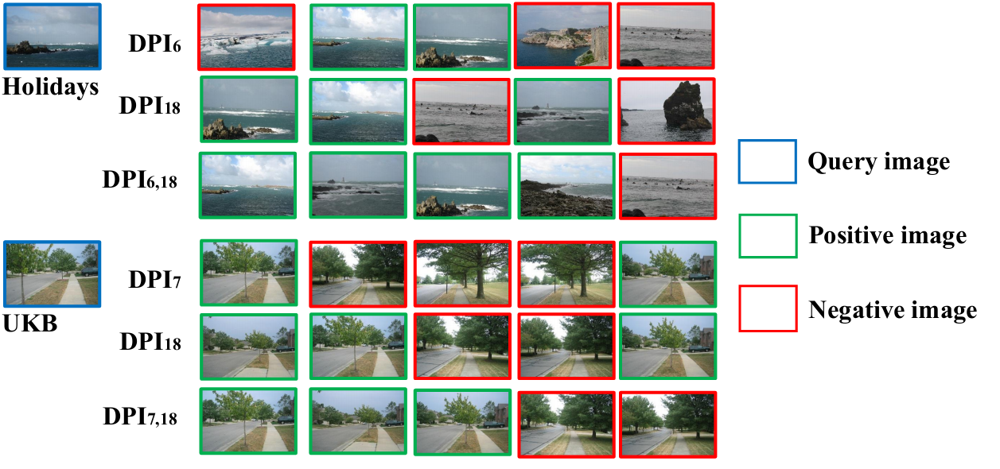 DPI6
Holidays
DPI18
DPI6,18
Query image
Positive image
DPI7
UKB
Negative image
DPI18
DPI7,18